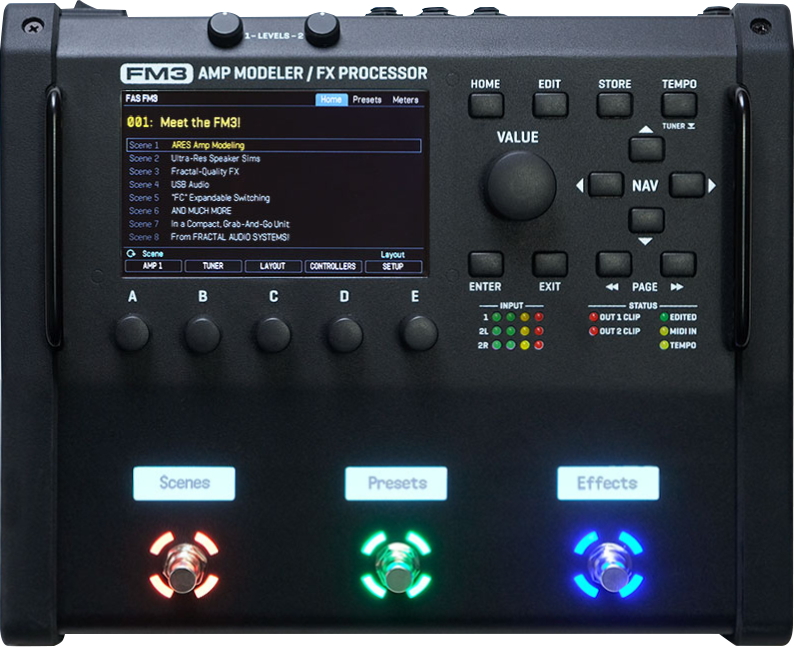 1 - LEVELS - 2
FM3 AMP MODELER / FX PROCESSOR
FAS FM3 Home Presets Meters
001: Meet the FM3!
Scene 1 ARES Amp Modeling
Scene 2 Ultra-Res Speaker Sims
Scene 3 Fractal-Quality FX
Scene 4 USB Audio
Scene 5 "FC" Expandable Switching
Scene 6 AND MUCH MORE
Scene 7 In a Compact, Grab-And-Go Unit
Scene 8 From FRACTAL AUDIO SYSTEMS!
Scene Layout
AMP 1 TUNER LAYOUT CONTROLLERS SETUP
A B C D E
HOME EDIT STORE TEMPO
TUNER
VALUE
NAV
ENTER EXIT PAGE
INPUT
1
2L
2R
STATUS
OUT 1 CLIP EDITED
OUT 2 CLIP MIDI IN
TEMPO
Scenes Presets Effects